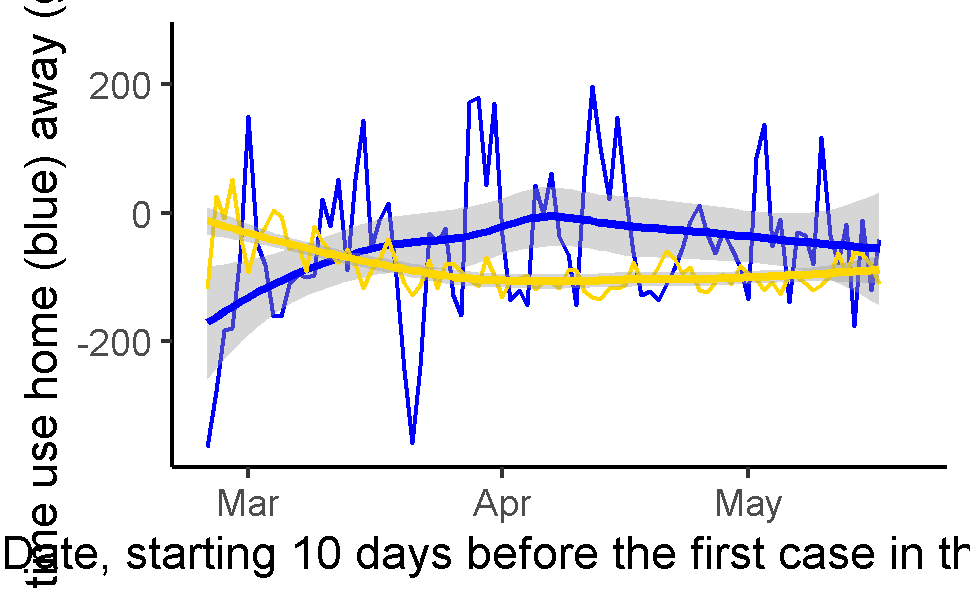 time use home (blue) away (
200
0
-200
Mar Apr May
Date, starting 10 days before the first case in th